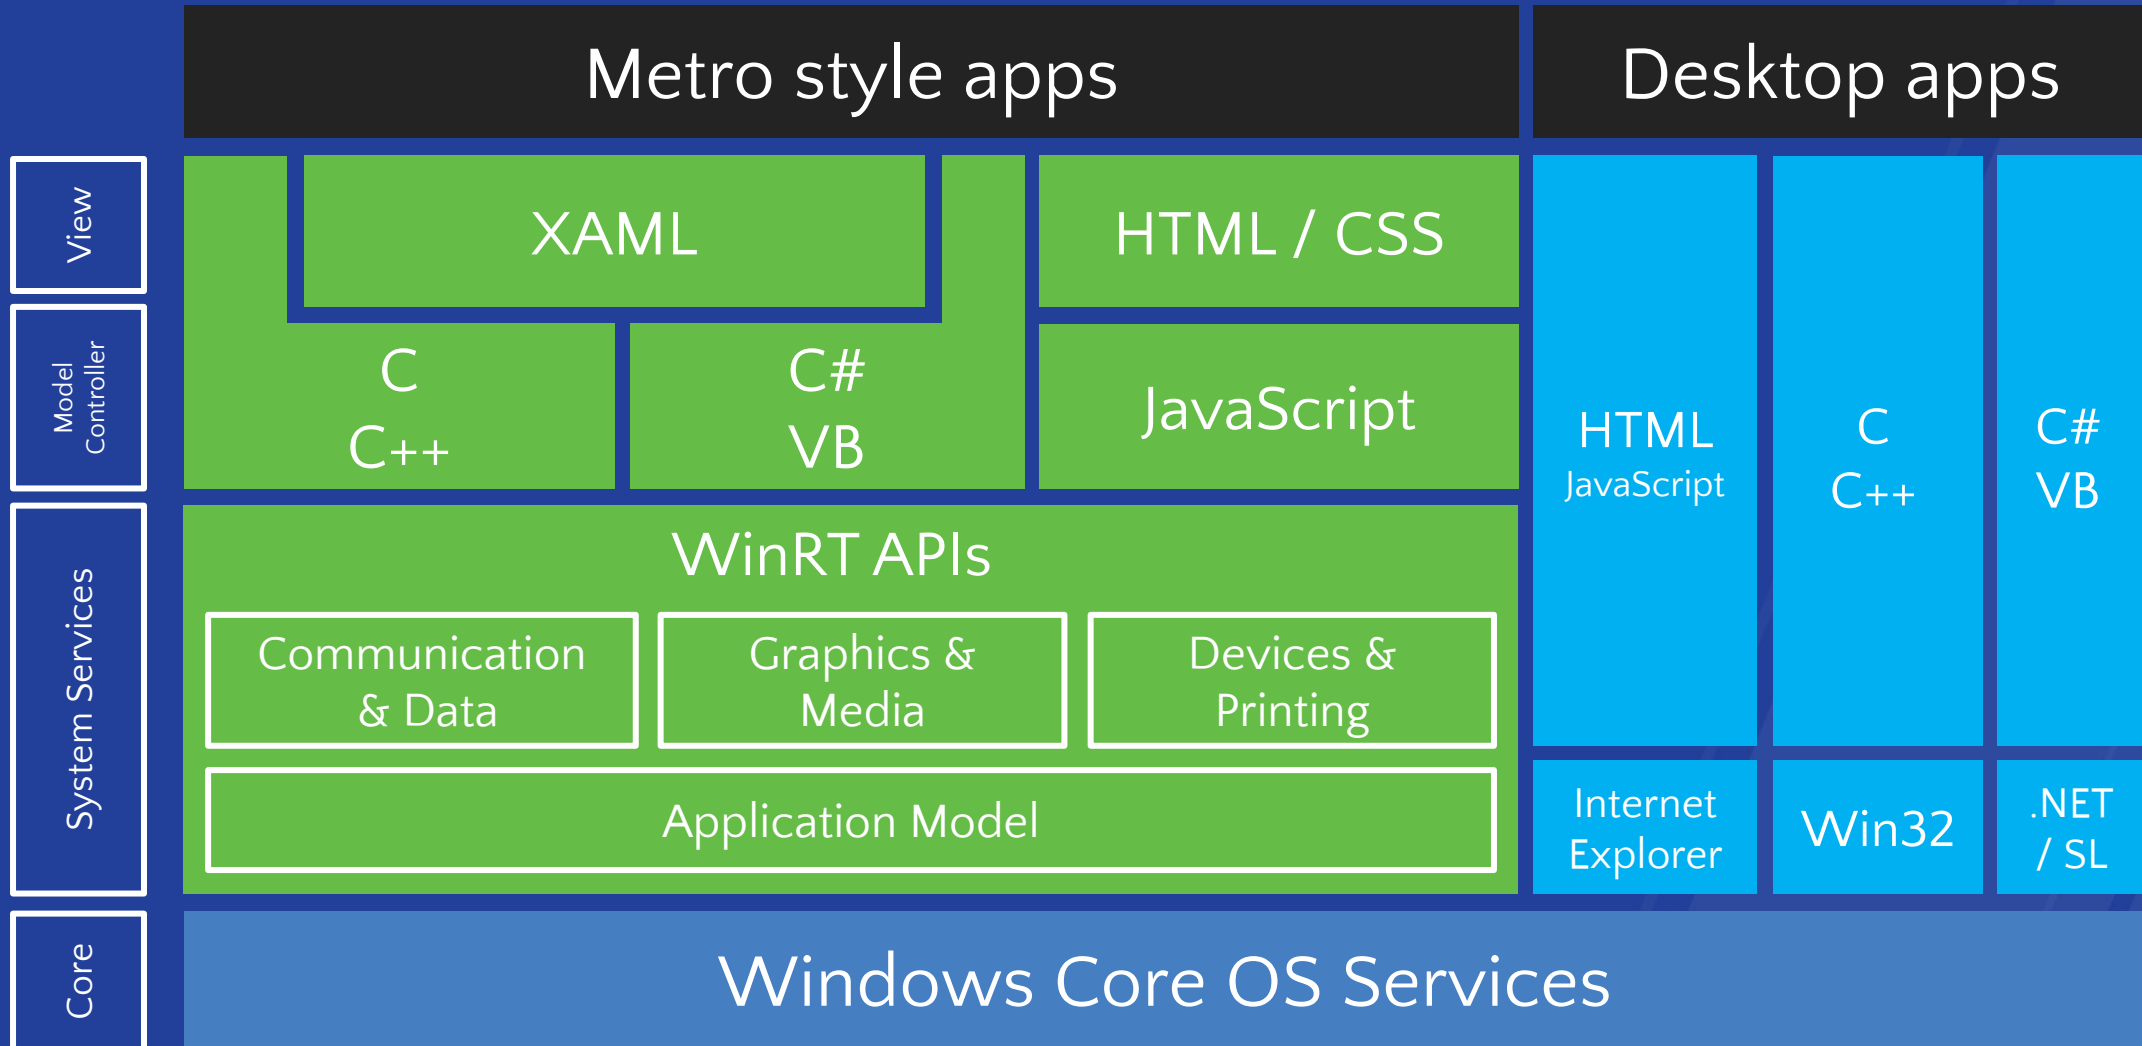 Metro style apps
Desktop apps
View
XAML
HTML / CSS
Model
Controller
C
C++
C#
VB
JavaScript
HTML
JavaScript
C
C++
C#
VB
System Services
WinRT APIs
Communication
& Data
Graphics &
Media
Devices &
Printing
Application Model
Internet
Explorer
Win32
.NET
/ SL
Core
Windows Core OS Services